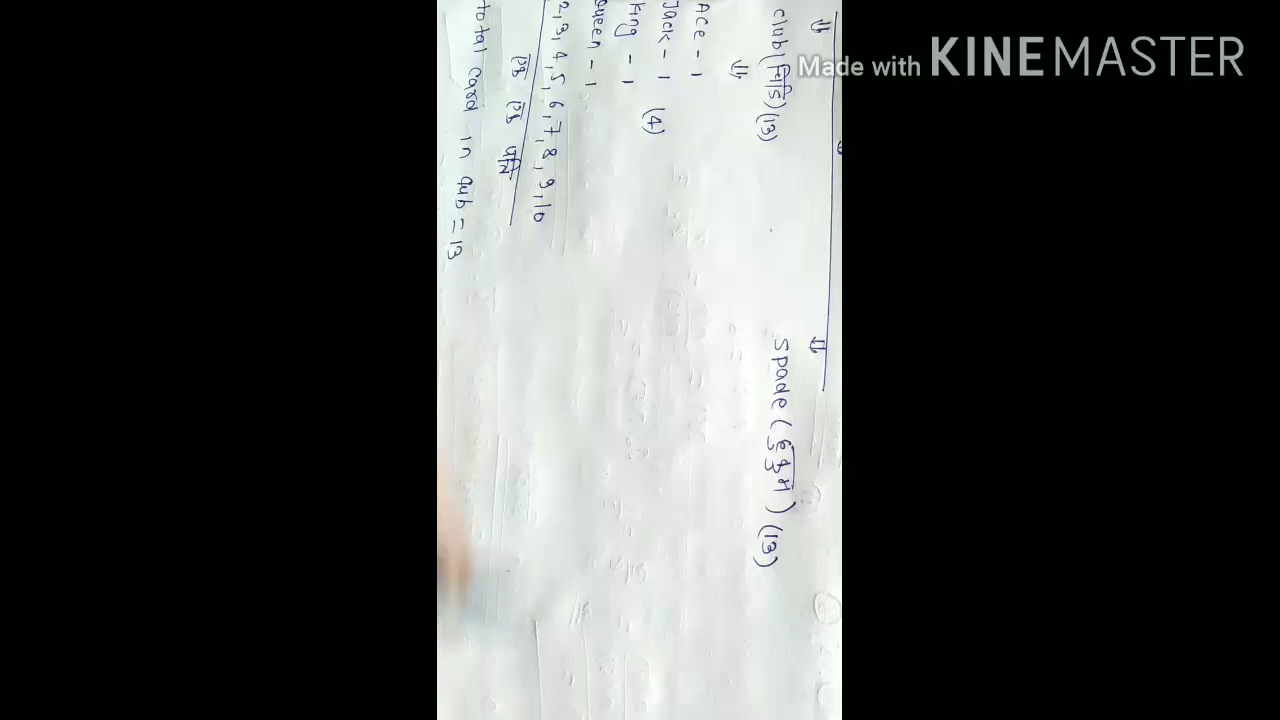 Made with KINEMASTER
⇓ ⇓
club(चिड़ि)(13) spade (हुकुम) (13)
⇓
Ace - 1
Jack - 1 (4)
King - 1
Queen - 1
2,3,4,5,6,7,8,9,10
total card in club = 13